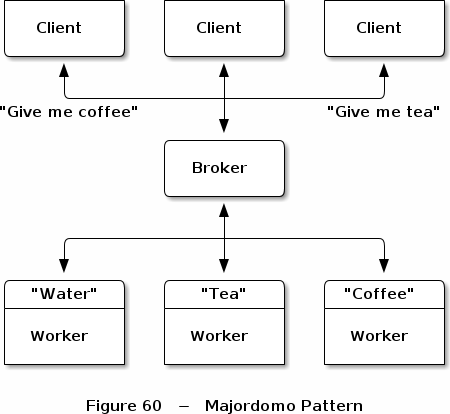 Client Client Client
"Give me coffee" "Give me tea"
Broker
"Water" "Tea" "Coffee"
Worker Worker Worker
Figure 60 – Majordomo Pattern